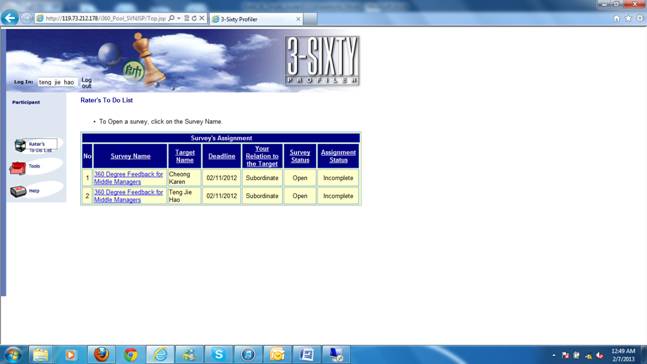 http://119.73.212.178/i360_Pool_SVN/JSP/Top.jsp
3-Sixty Profiler
3-SIXTY
PROFILER
Log In: teng jie hao
Log out
Participant
Rater's To Do List
Tools
Help
Rater's To Do List
• To Open a survey, click on the Survey Name.
Survey's Assignment
No Survey Name Target Name Deadline Your Relation to the Target Survey Status Assignment Status
1 360 Degree Feedback for Middle Managers Cheong Karen 02/11/2012 Subordinate Open Incomplete
2 360 Degree Feedback for Middle Managers Teng Jie Hao 02/11/2012 Subordinate Open Incomplete
12:49 AM
2/7/2013